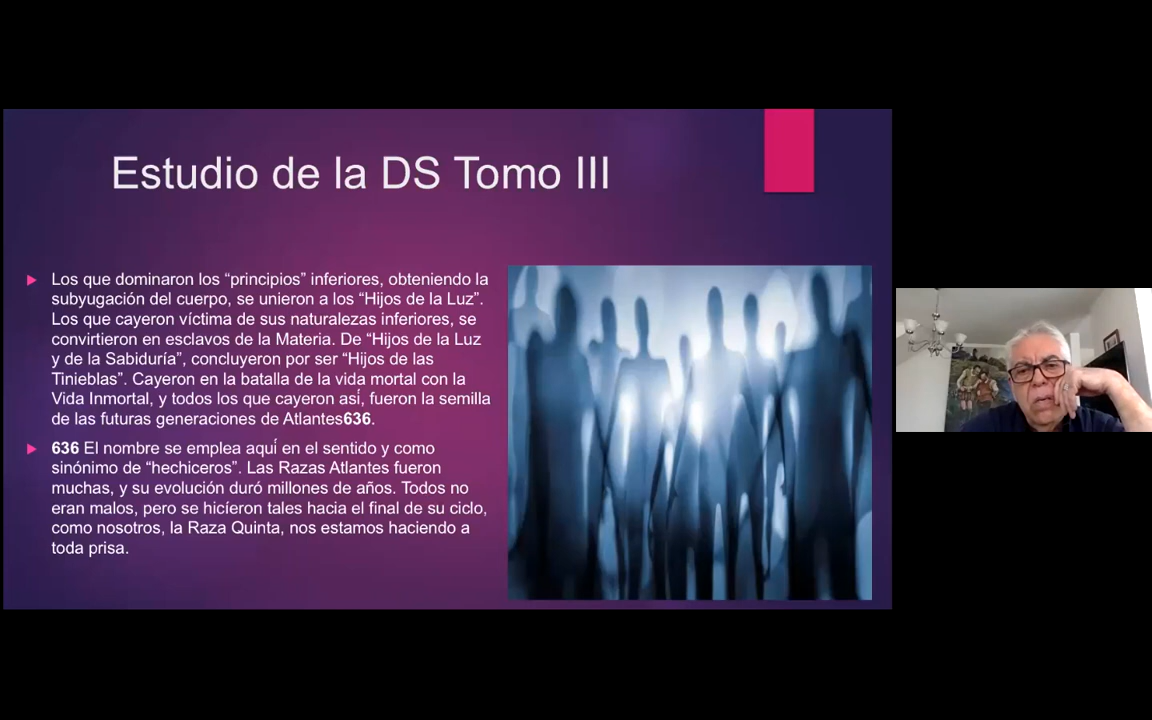 Estudio de la DS Tomo III
Los que dominaron los “principios” inferiores, obteniendo la
subyugación del cuerpo, se unieron a los “Hijos de la Luz”.
Los que cayeron víctima de sus naturalezas inferiores, se
convirtieron en esclavos de la Materia. De “Hijos de la Luz
y de la Sabiduría”, concluyeron por ser “Hijos de las
Tinieblas”. Cayeron en la batalla de la vida mortal con la
Vida Inmortal, y todos los que cayeron así, fueron la semilla
de las futuras generaciones de Atlantes636.
636 El nombre se emplea aquí en el sentido y como
sinónimo de “hechiceros”. Las Razas Atlantes fueron
muchas, y su evolución duró millones de años. Todos no
eran malos, pero se hicíeron tales hacia el final de su ciclo,
como nosotros, la Raza Quinta, nos estamos haciendo a
toda prisa.